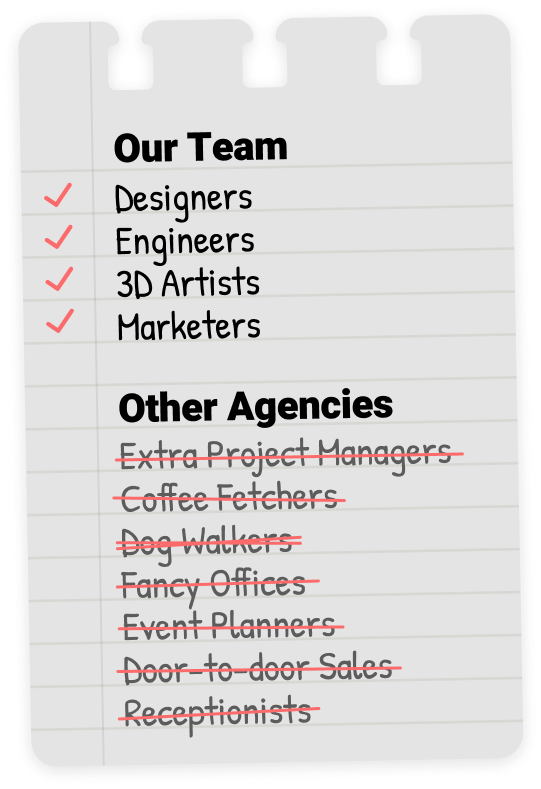 Our Team
Designers
Engineers
3D Artists
Marketers
Other Agencies
Extra Project Managers
Coffee Fetchers
Dog Walkers
Fancy Offices
Event Planners
Door-to-door Sales
Receptionists